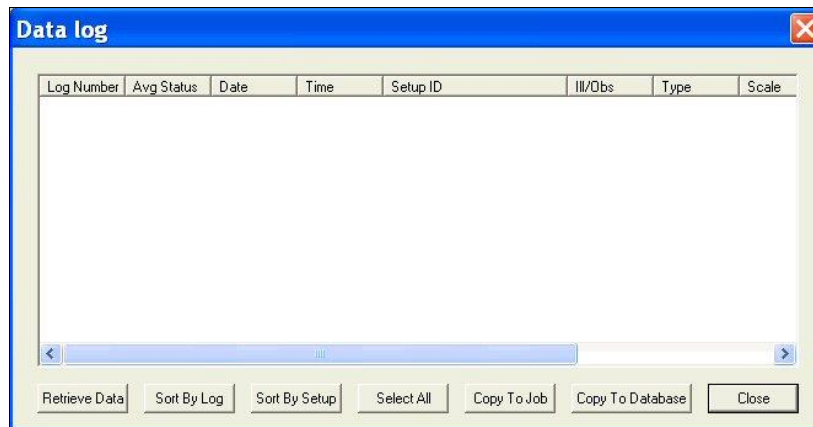 Data log
Log Number Avg Status Date Time Setup ID Ill/Obs Type Scale
Retrieve Data Sort By Log Sort By Setup Select All Copy To Job Copy To Database Close